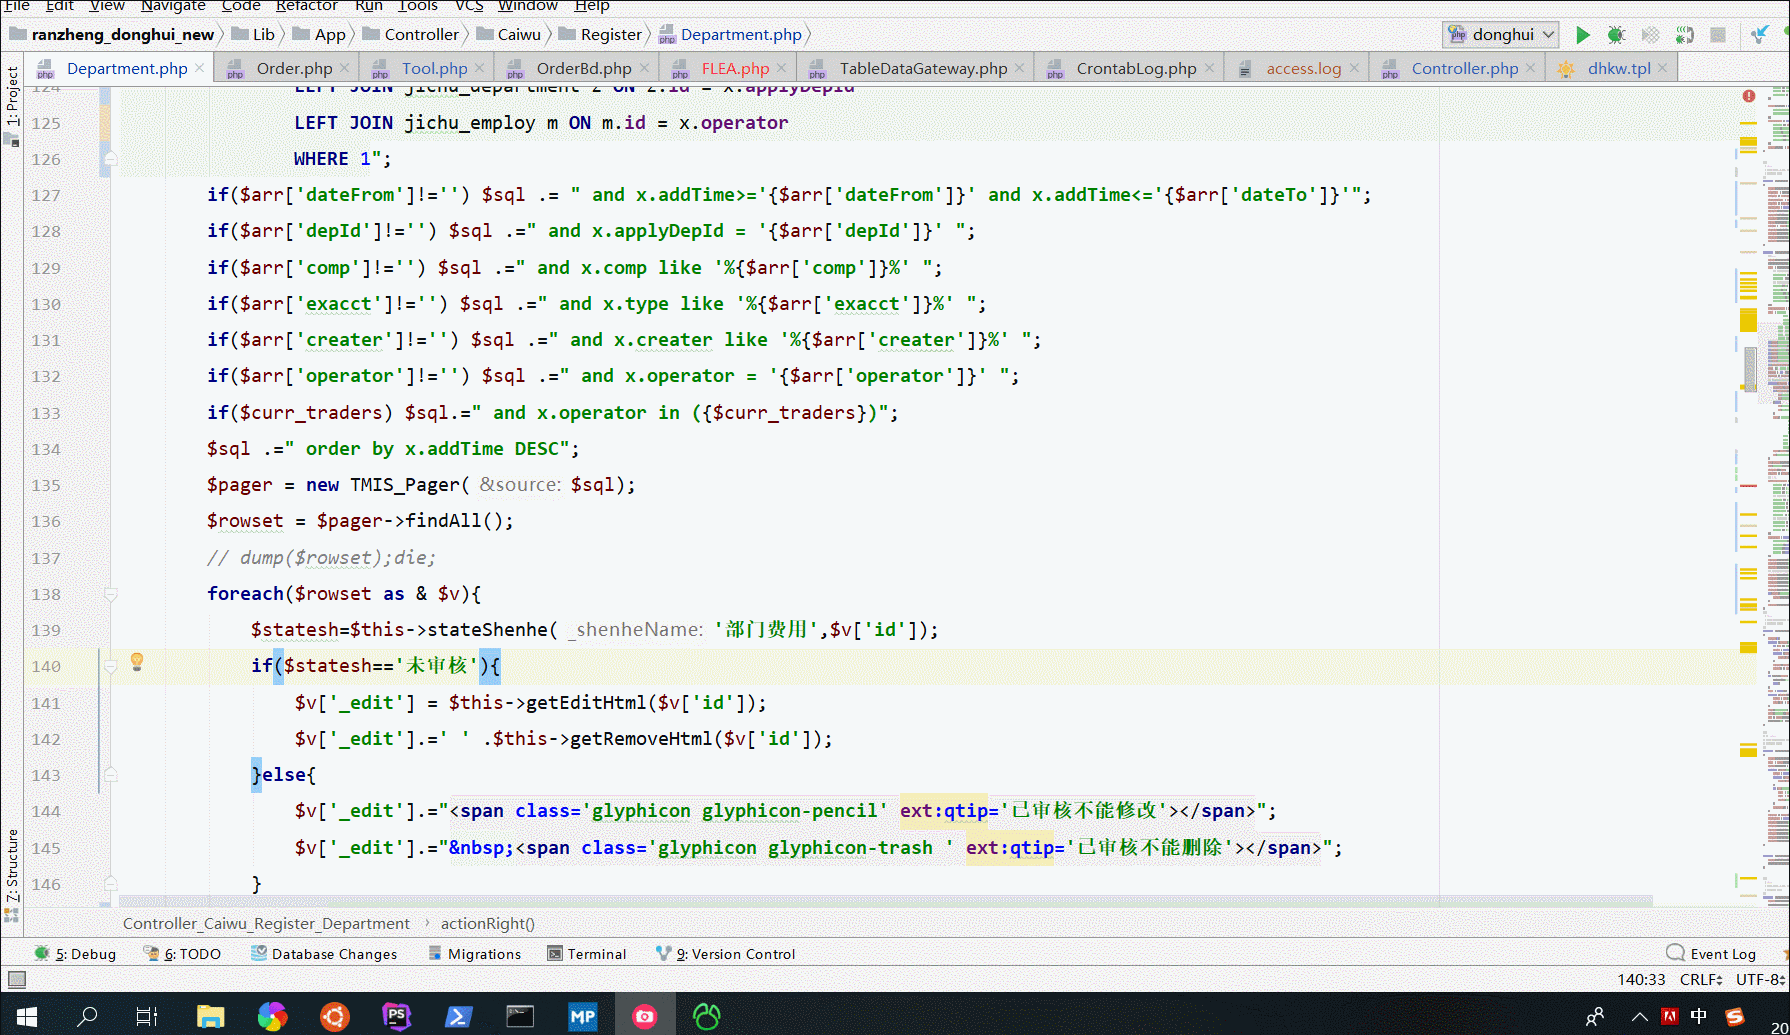 File Edit View Navigate Code Refactor Run Tools VCS Window Help
ranzheng_donghui_new Lib App Controller Caiwu Register Department.php donghui
Department.php Order.php Tool.php OrderBd.php FLEA.php TableDataGateway.php CrontabLog.php access.log Controller.php dhkw.tpl
1: Project
124 LEFT JOIN jichu_department z ON z.id = x.applyDepId
125 LEFT JOIN jichu_employ m ON m.id = x.operator
126 WHERE 1";
127 if($arr['dateFrom']!='') $sql .= " and x.addTime>='{$arr['dateFrom']}' and x.addTime<='{$arr['dateTo']}'";
128 if($arr['depId']!='') $sql .=" and x.applyDepId = '{$arr['depId']}' ";
129 if($arr['comp']!='') $sql .=" and x.comp like '%{$arr['comp']}%' ";
130 if($arr['exacct']!='') $sql .=" and x.type like '%{$arr['exacct']}%' ";
131 if($arr['creater']!='') $sql .=" and x.creater like '%{$arr['creater']}%' ";
132 if($arr['operator']!='') $sql .=" and x.operator = '{$arr['operator']}' ";
133 if($curr_traders) $sql.=" and x.operator in ({$curr_traders})";
134 $sql .=" order by x.addTime DESC";
135 $pager = new TMIS_Pager( &source: $sql);
136 $rowset = $pager->findAll();
137 // dump($rowset);die;
138 foreach($rowset as & $v){
139 $statesh=$this->stateShenhe( _shenheName: '部门费用',$v['id']);
140 if($statesh=='未审核'){
141 $v['_edit'] = $this->getEditHtml($v['id']);
142 $v['_edit'].=' ' .$this->getRemoveHtml($v['id']);
143 }else{
144 $v['_edit'].="<span class='glyphicon glyphicon-pencil' ext:qtip='已审核不能修改'></span>";
145 $v['_edit'].="&nbsp;<span class='glyphicon glyphicon-trash ' ext:qtip='已审核不能删除'></span>";
146 }
7: Structure
Controller_Caiwu_Register_Department › actionRight()
5: Debug 6: TODO Database Changes Migrations Terminal 9: Version Control Event Log
140:33 CRLF UTF-8
PS MP 中 S 20